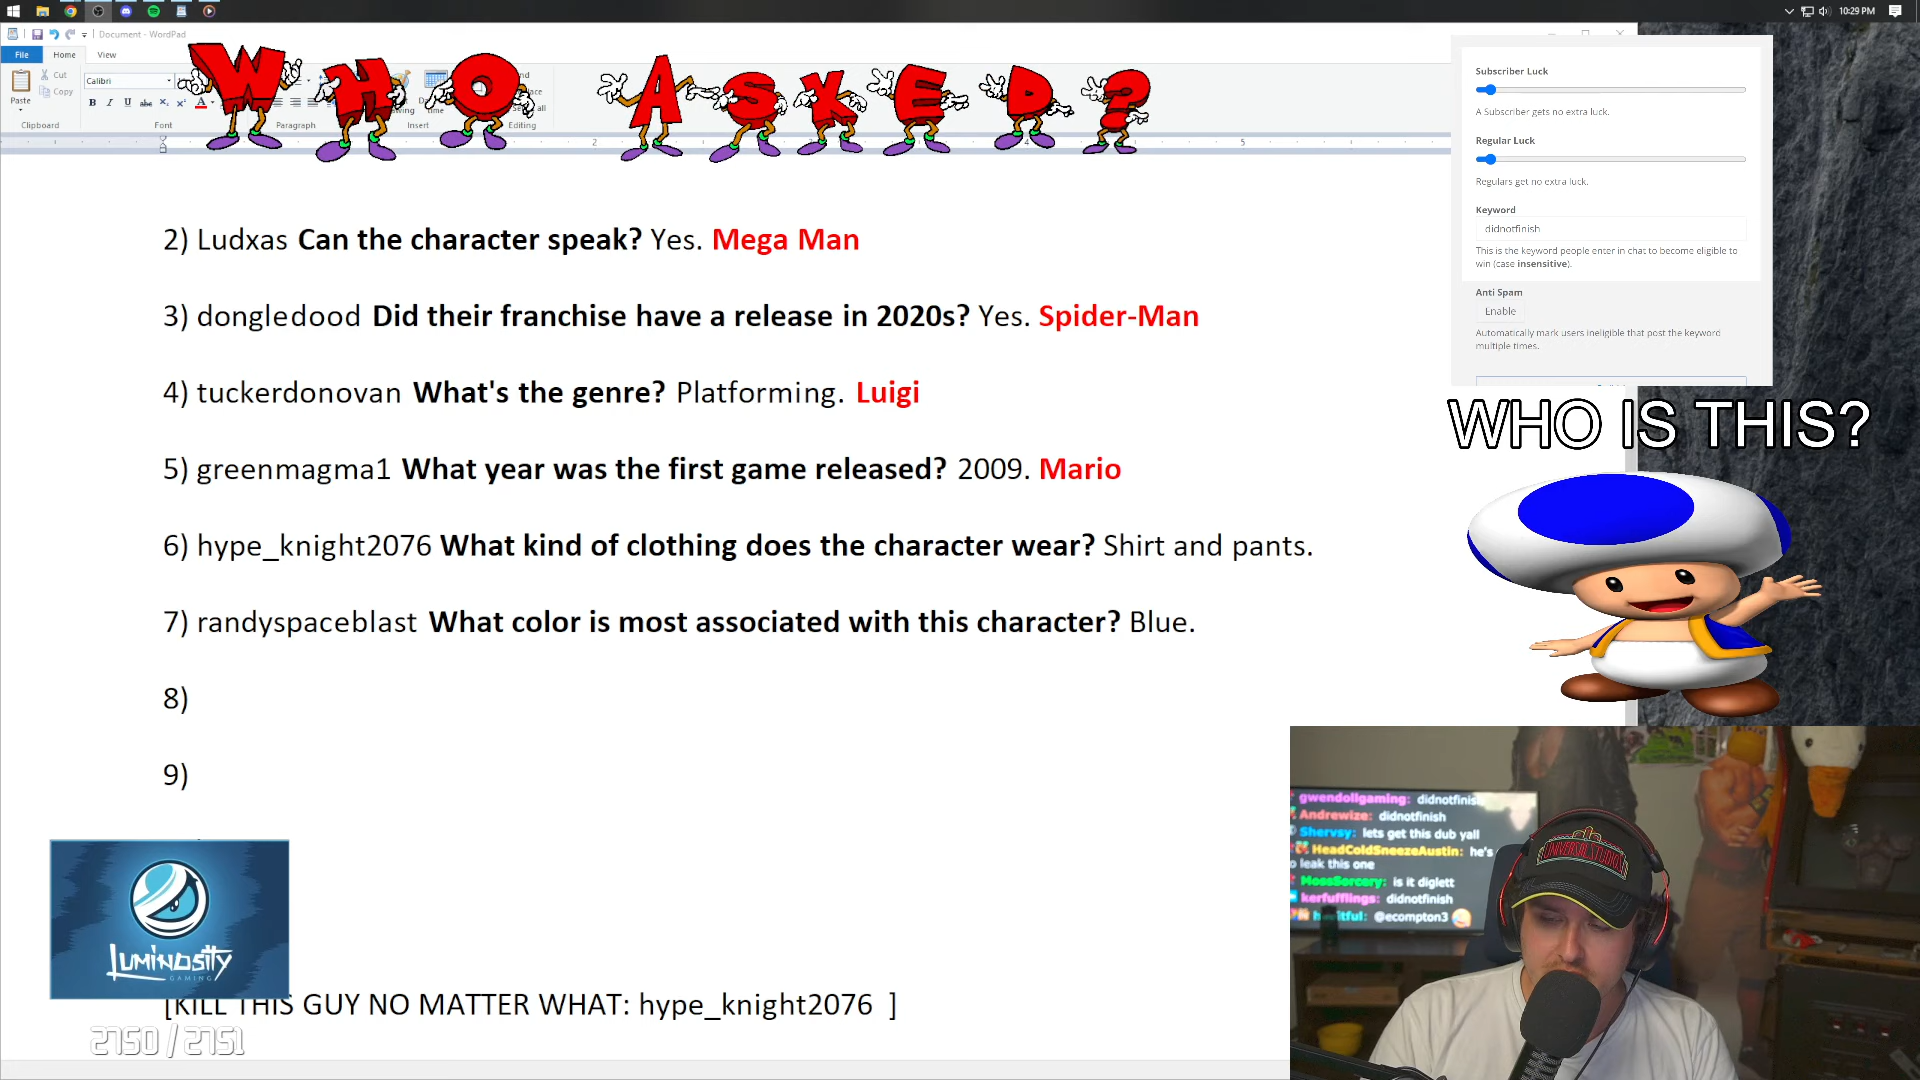 10:29 PM
Document - WordPad
File
Home
View
Paste
Cut
Copy
Calibri
Clipboard
Font
Paragraph
Insert
Editing
WHO ASKED?
2) Ludxas Can the character speak? Yes. Mega Man
3) dongledood Did their franchise have a release in 2020s? Yes. Spider-Man
4) tuckerdonovan What's the genre? Platforming. Luigi
5) greenmagma1 What year was the first game released? 2009. Mario
6) hype_knight2076 What kind of clothing does the character wear? Shirt and pants.
7) randyspaceblast What color is most associated with this character? Blue.
8)
9)
LUMINOSITY
GAMING
[KILL THIS GUY NO MATTER WHAT: hype_knight2076 ]
2750 / 2751
Subscriber Luck
A Subscriber gets no extra luck.
Regular Luck
Regulars get no extra luck.
Keyword
didnotfinish
This is the keyword people enter in chat to become eligible to
win (case insensitive).
Anti Spam
Enable
Automatically mark users ineligible that post the keyword
multiple times.
WHO IS THIS?
gwendollgaming: didnotfinish
Andrewize: didnotfinish
Shervsy: lets get this dub yall
HeadColdSneezeAustin: he's
leak this one
MossSorcery: is it diglett
kerfufflings: didnotfinish
@ecompton3
UNIVERSAL STUDIOS